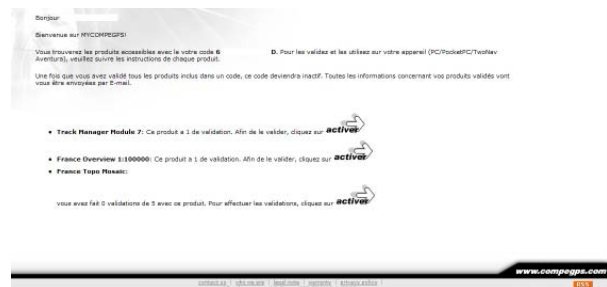 Bonjour
Bienvenue sur MYCOMPEGPS!
Vous trouverez les produits accessibles avec le votre code 6 D. Pour les validez et les utilises sur votre appareil (PC/PocketPC/TwoNav
Aventura), veuillez suivre les instructions de chaque produit.
Une fois que vous avez validé tous les produits inclus dans un code, ce code deviendra inactif. Toutes les informations concernant vos produits validés vont
vous être envoyées par E-mail.
• Track Manager Module 7: Ce produit a 1 de validation. Afin de le valider, cliquez sur activer
• France Overview 1:100000: Ce produit a 1 de validation. Afin de le valider, cliquez sur activer
• France Topo Mosaic:
vous avez fait 0 validations de 5 avec ce produit. Pour effectuer les validations, cliquez sur activer
www.compegps.com
contact us | who we are | legal note | warranty | privacy policy |
RSS